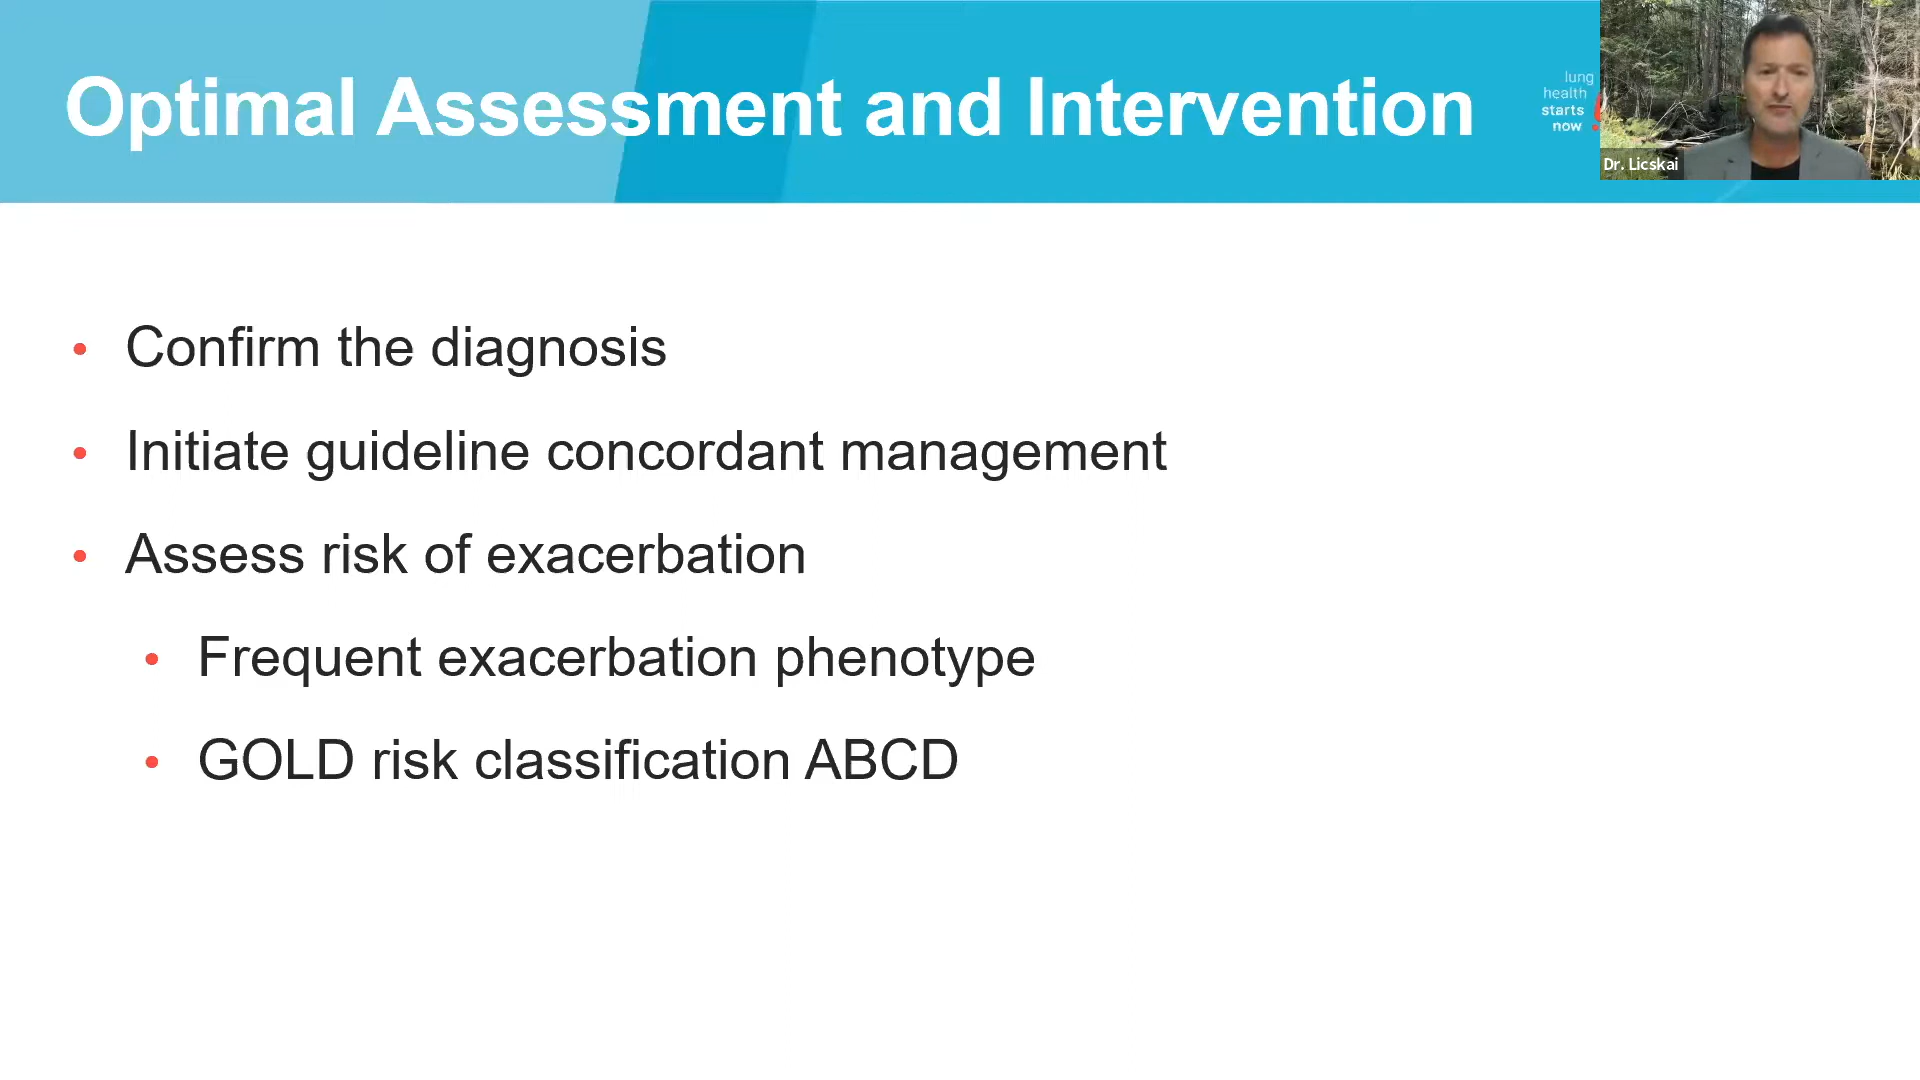 Optimal Assessment and Intervention
lung
health
starts
now
Dr. Licskai
• Confirm the diagnosis
• Initiate guideline concordant management
• Assess risk of exacerbation
• Frequent exacerbation phenotype
• GOLD risk classification ABCD